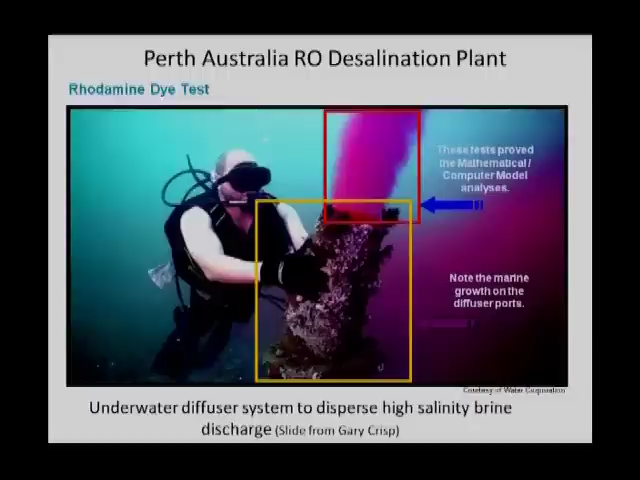 Perth Australia RO Desalination Plant
Rhodamine Dye Test
These tests proved
the Mathematical /
Computer Model
analyses.
Note the marine
growth on the
diffuser ports.
Courtesy of Water Corporation
Underwater diffuser system to disperse high salinity brine
discharge (Slide from Gary Crisp)